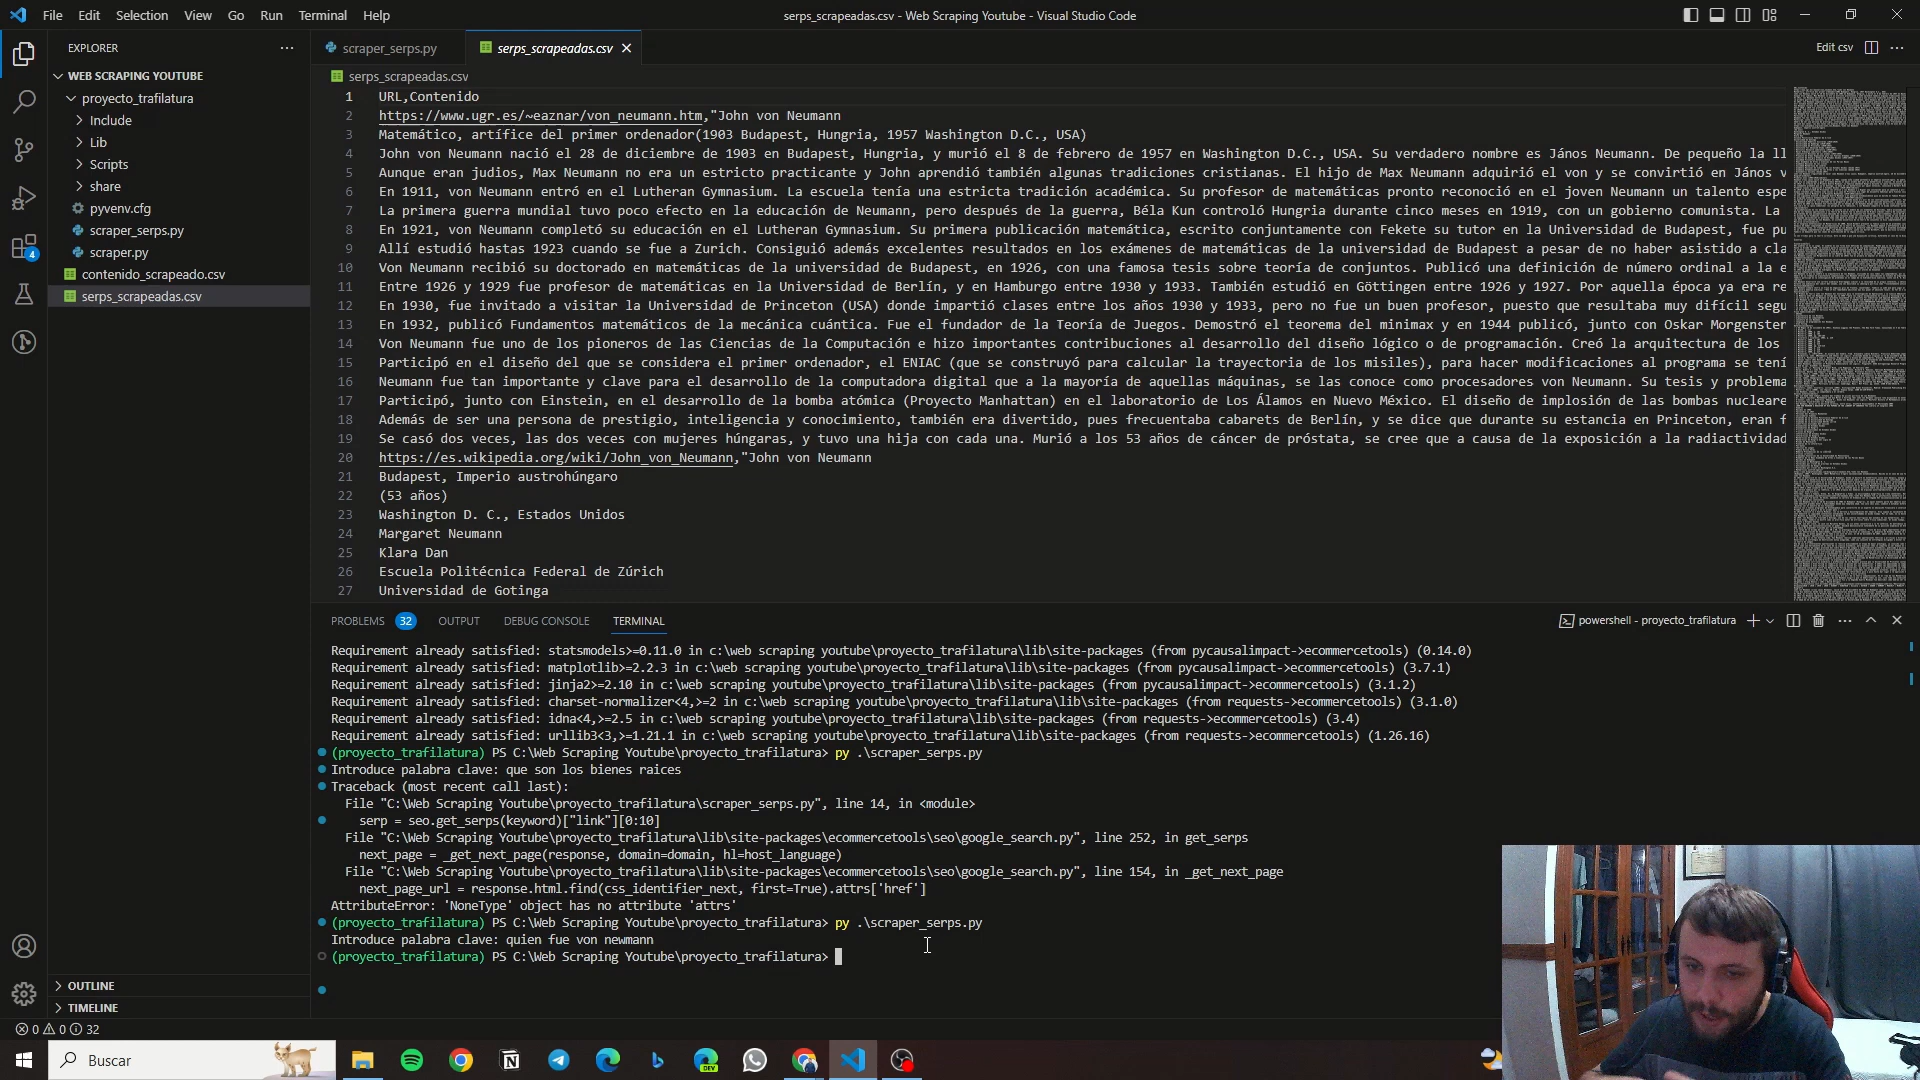 File Edit Selection View Go Run Terminal Help
serps_scrapeadas.csv - Web Scraping Youtube - Visual Studio Code
EXPLORER
WEB SCRAPING YOUTUBE
proyecto_trafilatura
Include
Lib
Scripts
share
pyvenv.cfg
scraper_serps.py
scraper.py
contenido_scrapeado.csv
serps_scrapeadas.csv
4
OUTLINE
TIMELINE
scraper_serps.py
serps_scrapeadas.csv
Edit csv
serps_scrapeadas.csv
1 URL,Contenido
2 https://www.ugr.es/~eaznar/von_neumann.htm,"John von Neumann
3 Matemático, artífice del primer ordenador(1903 Budapest, Hungria, 1957 Washington D.C., USA)
4 John von Neumann nació el 28 de diciembre de 1903 en Budapest, Hungria, y murió el 8 de febrero de 1957 en Washington D.C., USA. Su verdadero nombre es János Neumann. De pequeño la ll
5 Aunque eran judios, Max Neumann no era un estricto practicante y John aprendió también algunas tradiciones cristianas. El hijo de Max Neumann adquirió el von y se convirtió en János v
6 En 1911, von Neumann entró en el Lutheran Gymnasium. La escuela tenía una estricta tradición académica. Su profesor de matemáticas pronto reconoció en el joven Neumann un talento espe
7 La primera guerra mundial tuvo poco efecto en la educación de Neumann, pero después de la guerra, Béla Kun controló Hungria durante cinco meses en 1919, con un gobierno comunista. La
8 En 1921, von Neumann completó su educación en el Lutheran Gymnasium. Su primera publicación matemática, escrito conjuntamente con Fekete su tutor en la Universidad de Budapest, fue pu
9 Allí estudió hasta 1923 cuando se fue a Zurich. Consiguió además excelentes resultados en los exámenes de matemáticas de la universidad de Budapest a pesar de no haber asistido a cla
10 Von Neumann recibió su doctorado en matemáticas de la universidad de Budapest, en 1926, con una famosa tesis sobre teoría de conjuntos. Publicó una definición de número ordinal a la e
11 Entre 1926 y 1929 fue profesor de matemáticas en la Universidad de Berlín, y en Hamburgo entre 1930 y 1933. También estudió en Göttingen entre 1926 y 1927. Por aquella época ya era re
12 En 1930, fue invitado a visitar la Universidad de Princeton (USA) donde impartió clases entre los años 1930 y 1933, pero no fue un buen profesor, puesto que resultaba muy difícil segu
13 En 1932, publicó Fundamentos matemáticos de la mecánica cuántica. Fue el fundador de la Teoría de Juegos. Demostró el teorema del minimax y en 1944 publicó, junto con Oskar Morgenster
14 Von Neumann fue uno de los pioneros de las Ciencias de la Computación e hizo importantes contribuciones al desarrollo del diseño lógico o de programación. Creó la arquitectura de los
15 Participó en el diseño del que se considera el primer ordenador, el ENIAC (que se construyó para calcular la trayectoria de los misiles), para hacer modificaciones al programa se tení
16 Neumann fue tan importante y clave para el desarrollo de la computadora digital que a la mayoría de aquellas máquinas, se las conoce como procesadores von Neumann. Su tesis y problema
17 Participó, junto con Einstein, en el desarrollo de la bomba atómica (Proyecto Manhattan) en el laboratorio de Los Álamos en Nuevo México. El diseño de implosión de las bombas nucleare
18 Además de ser una persona de prestigio, inteligencia y conocimiento, también era divertido, pues frecuentaba cabarets de Berlín, y se dice que durante su estancia en Princeton, eran f
19 Se casó dos veces, las dos veces con mujeres húngaras, y tuvo una hija con cada una. Murió a los 53 años de cáncer de próstata, se cree que a causa de la exposición a la radiactividad
20 https://es.wikipedia.org/wiki/John_von_Neumann,"John von Neumann
21 Budapest, Imperio austrohúngaro
22 (53 años)
23 Washington D. C., Estados Unidos
24 Margaret Neumann
25 Klara Dan
26 Escuela Politécnica Federal de Zúrich
27 Universidad de Gotinga
PROBLEMS 32 OUTPUT DEBUG CONSOLE TERMINAL
powershell - proyecto_trafilatura
Requirement already satisfied: statsmodels>=0.11.0 in c:\web scraping youtube\proyecto_trafilatura\lib\site-packages (from pycausalimpact->ecommercetools) (0.14.0)
Requirement already satisfied: matplotlib>=2.2.3 in c:\web scraping youtube\proyecto_trafilatura\lib\site-packages (from pycausalimpact->ecommercetools) (3.7.1)
Requirement already satisfied: jinja2>=2.10 in c:\web scraping youtube\proyecto_trafilatura\lib\site-packages (from pycausalimpact->ecommercetools) (3.1.2)
Requirement already satisfied: charset-normalizer<4,>=2 in c:\web scraping youtube\proyecto_trafilatura\lib\site-packages (from requests->ecommercetools) (3.1.0)
Requirement already satisfied: idna<4,>=2.5 in c:\web scraping youtube\proyecto_trafilatura\lib\site-packages (from requests->ecommercetools) (3.4)
Requirement already satisfied: urllib3<3,>=1.21.1 in c:\web scraping youtube\proyecto_trafilatura\lib\site-packages (from requests->ecommercetools) (1.26.16)
(proyecto_trafilatura) PS C:\Web Scraping Youtube\proyecto_trafilatura> py .\scraper_serps.py
Introduce palabra clave: que son los bienes raices
Traceback (most recent call last):
File "C:\Web Scraping Youtube\proyecto_trafilatura\scraper_serps.py", line 14, in <module>
serp = seo.get_serps(keyword)["link"][0:10]
File "C:\Web Scraping Youtube\proyecto_trafilatura\lib\site-packages\ecommercetools\seo\google_search.py", line 252, in get_serps
next_page = _get_next_page(response, domain=domain, hl=host_language)
File "C:\Web Scraping Youtube\proyecto_trafilatura\lib\site-packages\ecommercetools\seo\google_search.py", line 154, in _get_next_page
next_page_url = response.html.find(css_identifier_next, first=True).attrs['href']
AttributeError: 'NoneType' object has no attribute 'attrs'
(proyecto_trafilatura) PS C:\Web Scraping Youtube\proyecto_trafilatura> py .\scraper_serps.py
Introduce palabra clave: quien fue von newmann
(proyecto_trafilatura) PS C:\Web Scraping Youtube\proyecto_trafilatura>
0 0 32
Buscar
DEV